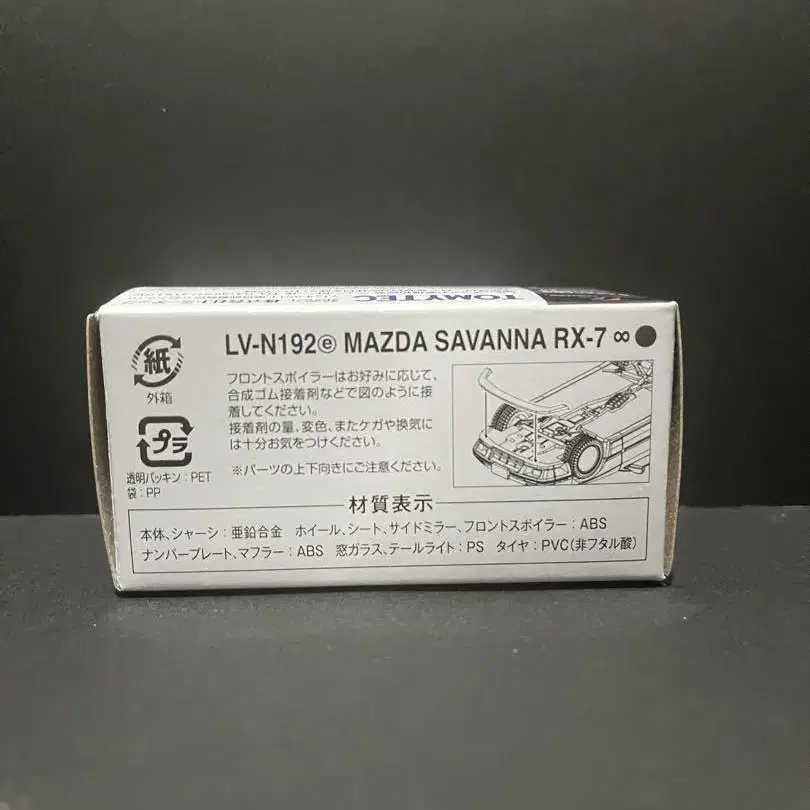 TOMYTEC
LV-N192ⓔ MAZDA SAVANNA RX-7 ∞ ●
紙
外箱
プラ
透明パッキン：PET
袋：PP
フロントスポイラーはお好みに応じて、
合成ゴム接着剤などで図のように接
着してください。
接着剤の量、変色、またケガや換気に
は十分お気をつけください。
※パーツの上下向きにご注意ください。
材質表示
本体、シャーシ：亜鉛合金　ホイール、シート、サイドミラー、フロントスポイラー：ABS
ナンバープレート、マフラー：ABS　窓ガラス、テールライト：PS　タイヤ：PVC（非フタル酸）